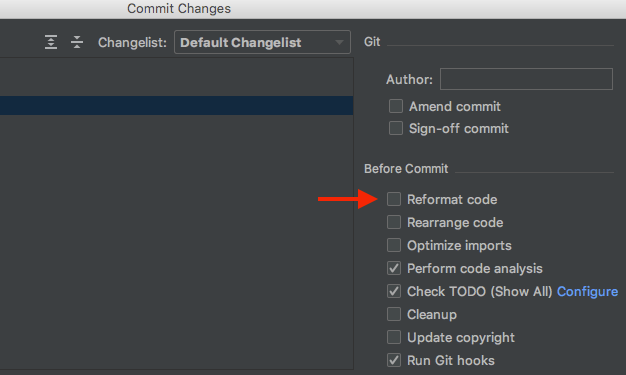 Commit Changes
Changelist: Default Changelist
Git
Author:
Amend commit
Sign-off commit
Before Commit
Reformat code
Rearrange code
Optimize imports
Perform code analysis
Check TODO (Show All) Configure
Cleanup
Update copyright
Run Git hooks